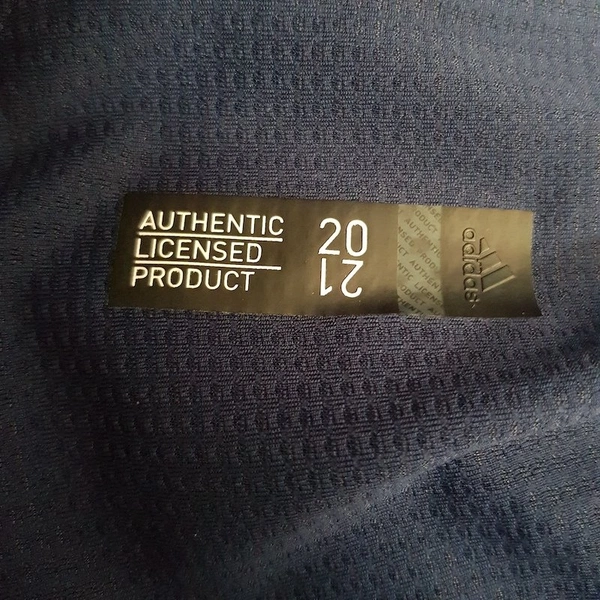 AUTHENTIC
LICENSED
PRODUCT
20
21
adidas